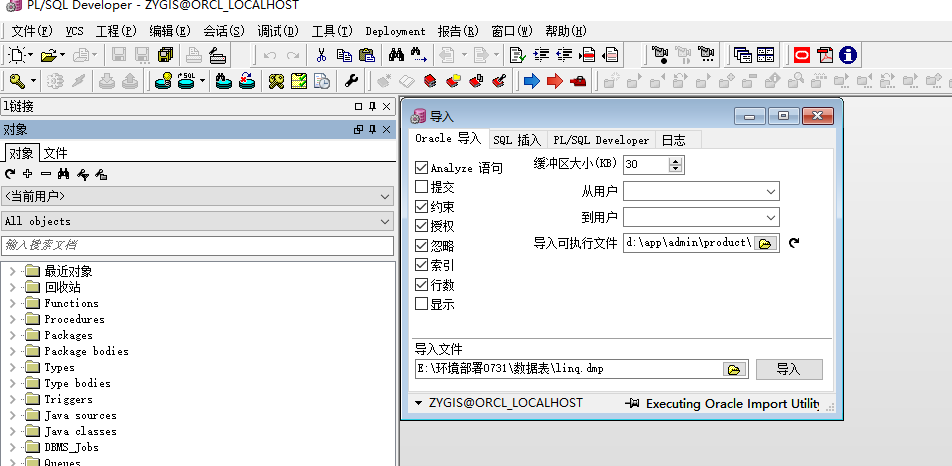 PL/SQL Developer - ZYGIS@ORCL_LOCALHOST
文件(F) VCS 工程(P) 编辑(E) 会话(S) 调试(D) 工具(T) Deployment 报告(R) 窗口(W) 帮助(H)
SQL
l链接
对象
对象 文件
<当前用户>
All objects
输入搜索文档
最近对象
回收站
Functions
Procedures
Packages
Package bodies
Types
Type bodies
Triggers
Java sources
Java classes
DBMS_Jobs
Queues
导入
Oracle 导入 SQL 插入 PL/SQL Developer 日志
Analyze 语句
提交
约束
授权
忽略
索引
行数
显示
缓冲区大小(KB) 30
从用户
到用户
导入可执行文件 d:\app\admin\product\
导入文件
E:\环境部署0731\数据表\linq.dmp 导入
ZYGIS@ORCL_LOCALHOST Executing Oracle Import Utility